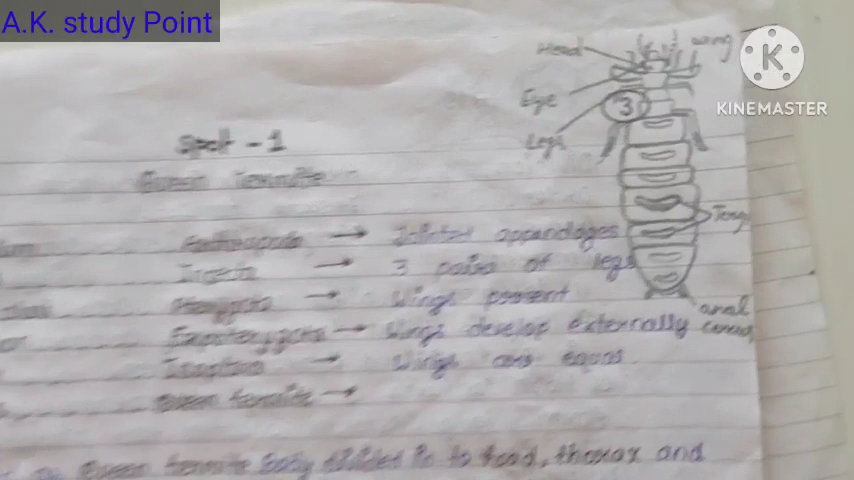 A.K. study Point
KINEMASTER
Head
wing
Eye
3
Legs
Spot - 1
Queen Termite
Arthropoda → Jointed appendages
Insecta → 3 pairs of legs
Pterygota → Wings present
Exopterygota → Wings develop externally
Isoptera → Wings are equal
Queen termite →
anal
Queen termite body divided in to head, thorax and